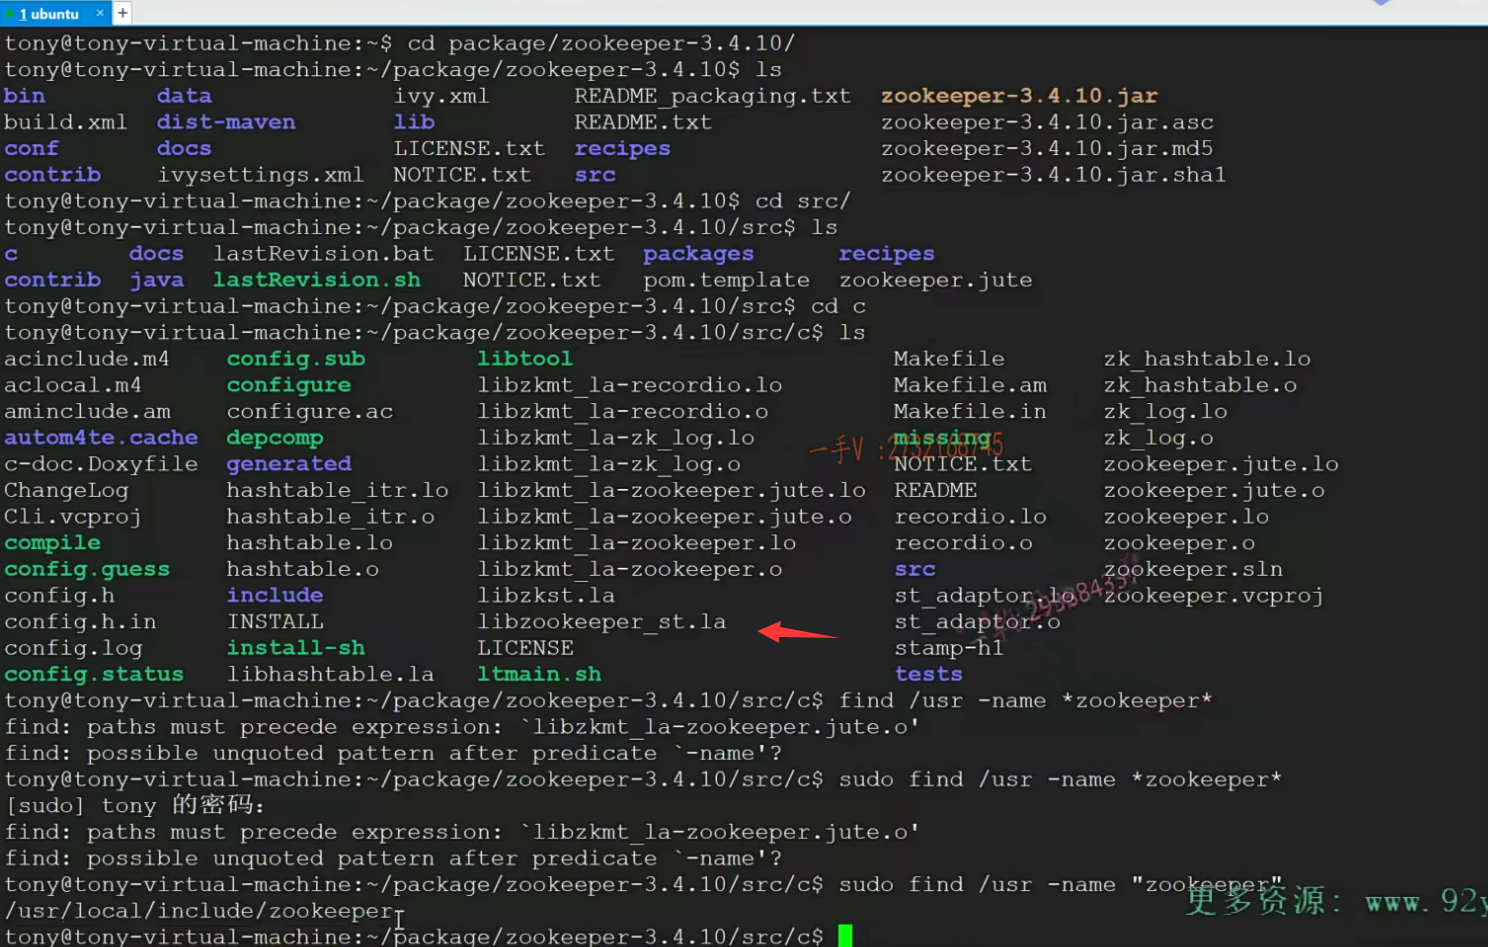 1 ubuntu × +
tony@tony-virtual-machine:~$ cd package/zookeeper-3.4.10/
tony@tony-virtual-machine:~/package/zookeeper-3.4.10$ ls
bin data ivy.xml README_packaging.txt zookeeper-3.4.10.jar
build.xml dist-maven lib README.txt zookeeper-3.4.10.jar.asc
conf docs LICENSE.txt recipes zookeeper-3.4.10.jar.md5
contrib ivysettings.xml NOTICE.txt src zookeeper-3.4.10.jar.sha1
tony@tony-virtual-machine:~/package/zookeeper-3.4.10$ cd src/
tony@tony-virtual-machine:~/package/zookeeper-3.4.10/src$ ls
c docs lastRevision.bat LICENSE.txt packages recipes
contrib java lastRevision.sh NOTICE.txt pom.template zookeeper.jute
tony@tony-virtual-machine:~/package/zookeeper-3.4.10/src$ cd c
tony@tony-virtual-machine:~/package/zookeeper-3.4.10/src/c$ ls
acinclude.m4 config.sub libtool Makefile zk_hashtable.lo
aclocal.m4 configure libzkmt_la-recordio.lo Makefile.am zk_hashtable.o
aminclude.am configure.ac libzkmt_la-recordio.o Makefile.in zk_log.lo
autom4te.cache depcomp libzkmt_la-zk_log.lo missing zk_log.o
一手V :2732168745
c-doc.Doxyfile generated libzkmt_la-zk_log.o NOTICE.txt zookeeper.jute.lo
ChangeLog hashtable_itr.lo libzkmt_la-zookeeper.jute.lo README zookeeper.jute.o
Cli.vcproj hashtable_itr.o libzkmt_la-zookeeper.jute.o recordio.lo zookeeper.lo
compile hashtable.lo libzkmt_la-zookeeper.lo recordio.o zookeeper.o
config.guess hashtable.o libzkmt_la-zookeeper.o src zookeeper.sln
config.h include libzkst.la st_adaptor.lo zookeeper.vcproj
config.h.in INSTALL libzookeeper_st.la st_adaptor.o
config.log install-sh LICENSE stamp-h1
config.status libhashtable.la ltmain.sh tests
tony@tony-virtual-machine:~/package/zookeeper-3.4.10/src/c$ find /usr -name *zookeeper*
find: paths must precede expression: `libzkmt_la-zookeeper.jute.o'
find: possible unquoted pattern after predicate `-name'?
tony@tony-virtual-machine:~/package/zookeeper-3.4.10/src/c$ sudo find /usr -name *zookeeper*
[sudo] tony 的密码:
find: paths must precede expression: `libzkmt_la-zookeeper.jute.o'
find: possible unquoted pattern after predicate `-name'?
tony@tony-virtual-machine:~/package/zookeeper-3.4.10/src/c$ sudo find /usr -name "zookeeper"
更多资源: www.92y
/usr/local/include/zookeeper
tony@tony-virtual-machine:~/package/zookeeper-3.4.10/src/c$